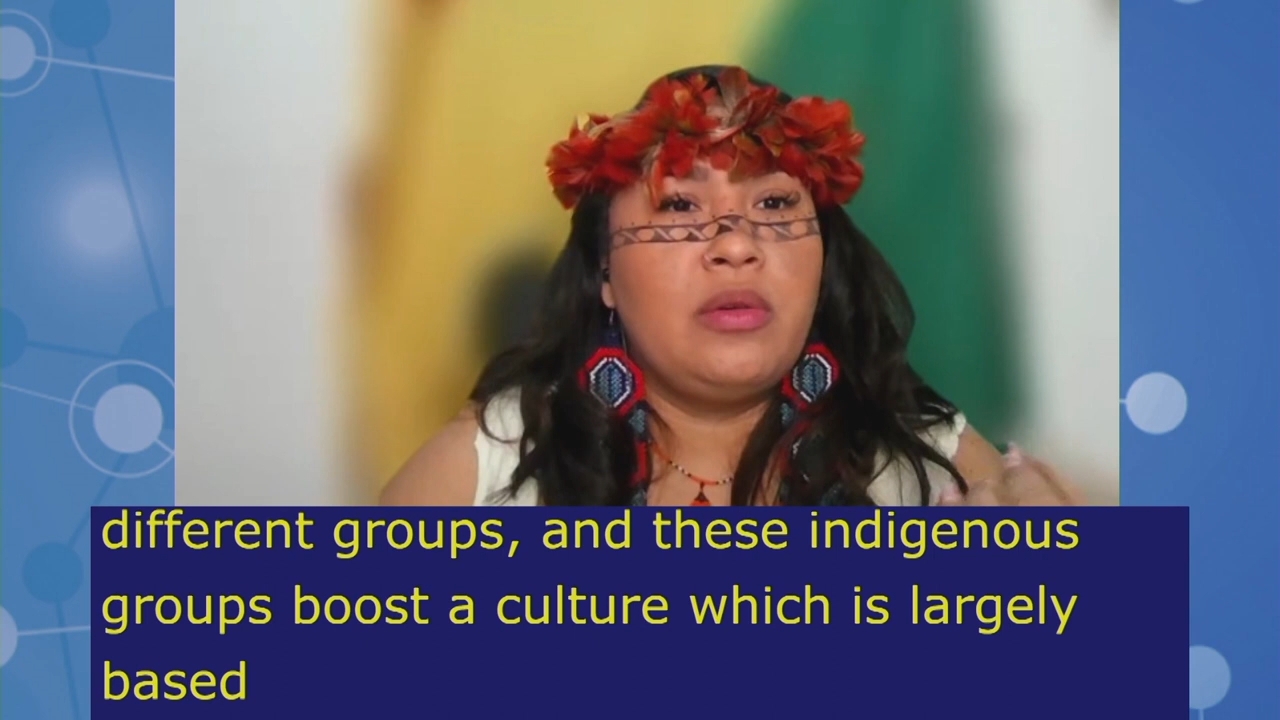 different groups, and these indigenous
groups boost a culture which is largely
based